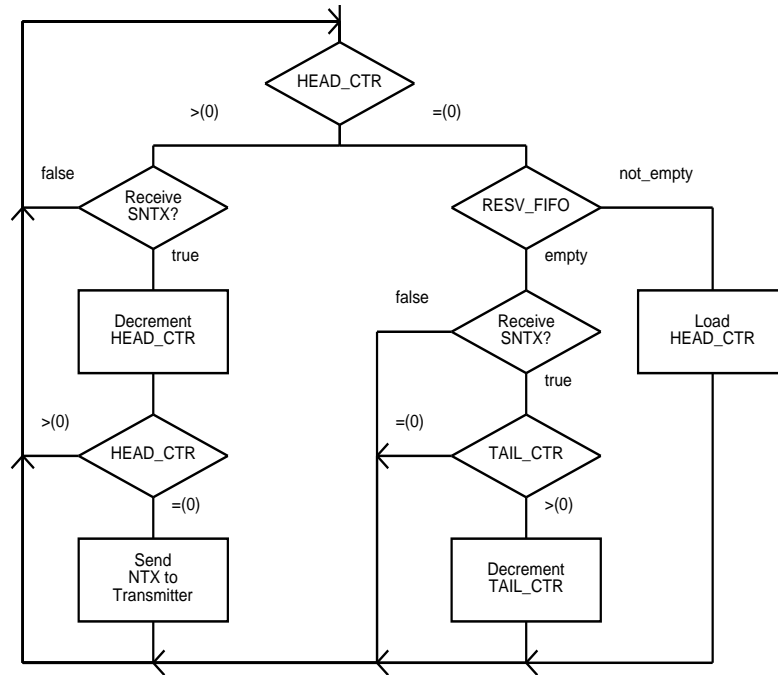 HEAD_CTR
>(0)
=(0)
false
not_empty
Receive
SNTX?
RESV_FIFO
true
empty
false
Decrement
HEAD_CTR
Receive
SNTX?
Load
HEAD_CTR
true
>(0)
=(0)
HEAD_CTR
TAIL_CTR
=(0)
>(0)
Send
NTX to
Transmitter
Decrement
TAIL_CTR